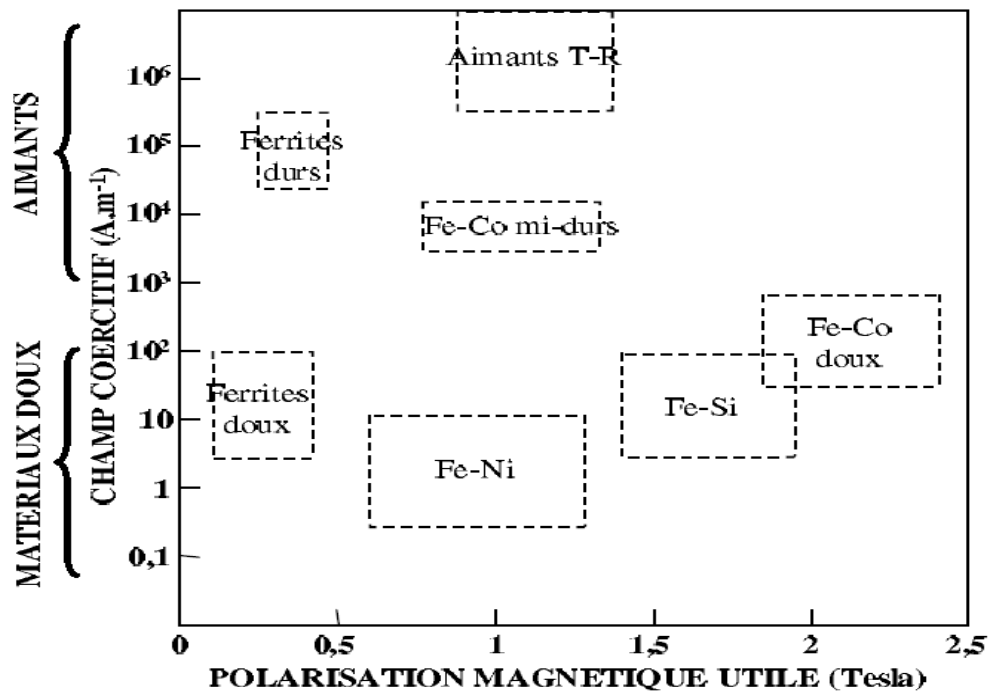 AIMANTS
MATERIAUX DOUX
CHAMP COERCITIF (A.m⁻¹)
10⁶
10⁵
10⁴
10³
10²
10
1
0,1
Aimants T-R
Ferrites
durs
Fe-Co mi-durs
Fe-Co
doux
Ferrites
doux
Fe-Si
Fe-Ni
0 0,5 1 1,5 2 2,5
POLARISATION MAGNETIQUE UTILE (Tesla)